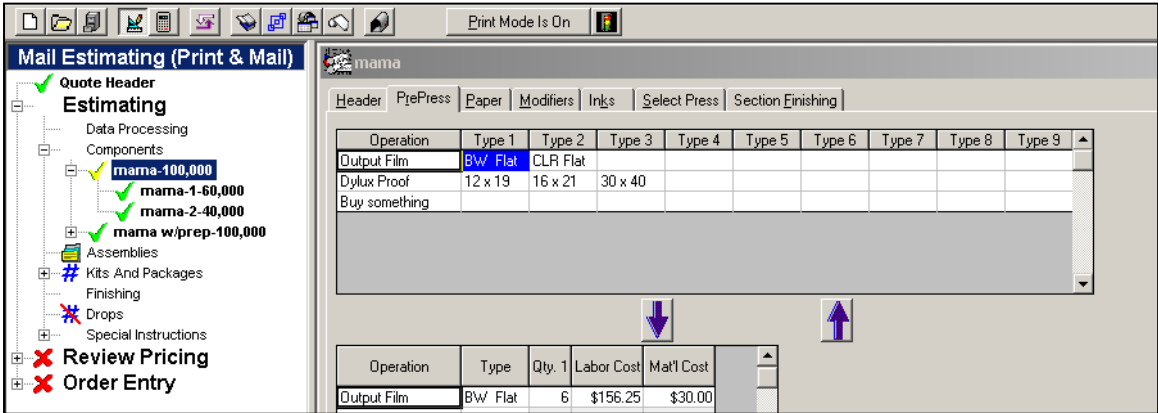 Print Mode Is On
Mail Estimating (Print & Mail)
Quote Header
Estimating
Data Processing
Components
mama-100,000
mama-1-60,000
mama-2-40,000
mama w/prep-100,000
Assemblies
Kits And Packages
Finishing
Drops
Special Instructions
Review Pricing
Order Entry
mama
Header PrePress Paper Modifiers Inks Select Press Section Finishing
Operation Type 1 Type 2 Type 3 Type 4 Type 5 Type 6 Type 7 Type 8 Type 9
Output Film BW Flat CLR Flat
Dylux Proof 12 x 19 16 x 21 30 x 40
Buy something
Operation Type Qty. 1 Labor Cost Mat'l Cost
Output Film BW Flat 6 $156.25 $30.00